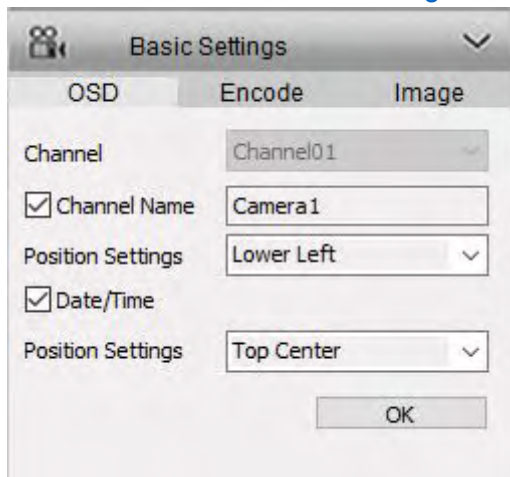 Basic Settings
OSD Encode Image
Channel Channel01
Channel Name Camera1
Position Settings Lower Left
Date/Time
Position Settings Top Center
OK